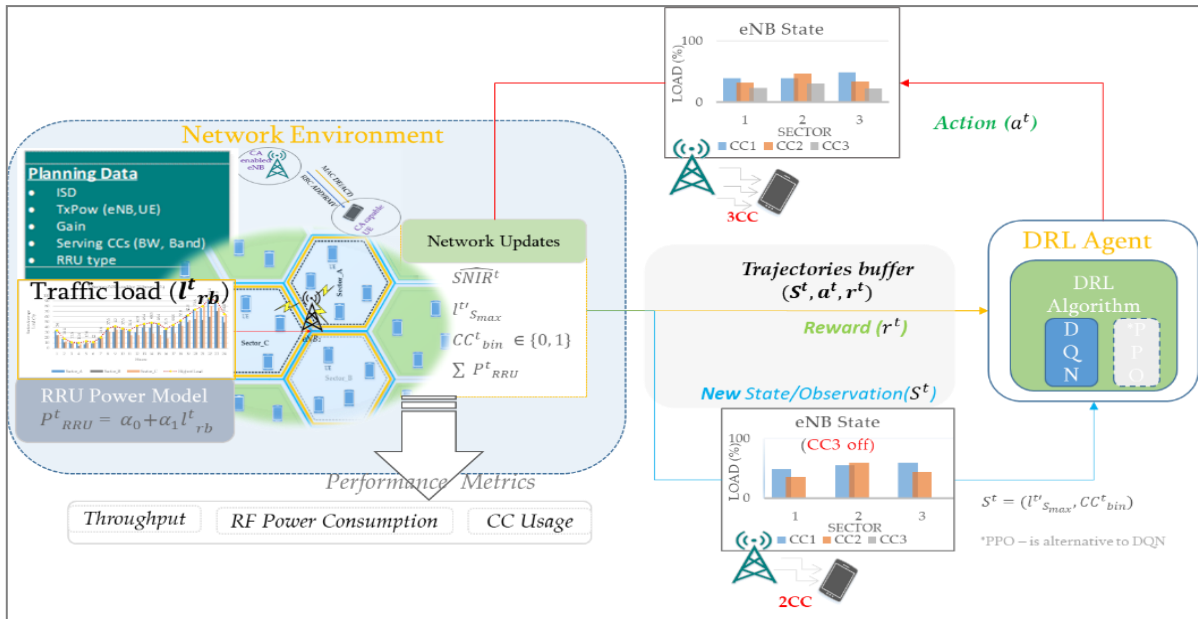 Network Environment
Planning Data
• ISD
• TxPow (eNB,UE)
• Gain
• Serving CCs (BW, Band)
• RRU type
CA enabled eNB
CA capable UE
Traffic load (l^t_rb)
Sector_A
Sector_B
Sector_C
RRU Power Model
P^t_RRU = α_0 + α_1 l^t_rb
Network Updates
\widehat{SNIR}^t
l^t'_S_max
CC^t_bin ∈ {0, 1}
∑ P^t_RRU
Performance Metrics
Throughput
RF Power Consumption
CC Usage
eNB State
LOAD (%)
100
0
1 2 3
SECTOR
CC1 CC2 CC3
3CC
Action (a^t)
Trajectories buffer
(S^t, a^t, r^t)
Reward (r^t)
New State/Observation(S^t)
DRL Agent
DRL
Algorithm
DQN
*PPO
eNB State
(CC3 off)
LOAD (%)
100
0
1 2 3
SECTOR
CC1 CC2 CC3
2CC
S^t = (l^t'_S_max, CC^t_bin)
*PPO – is alternative to DQN